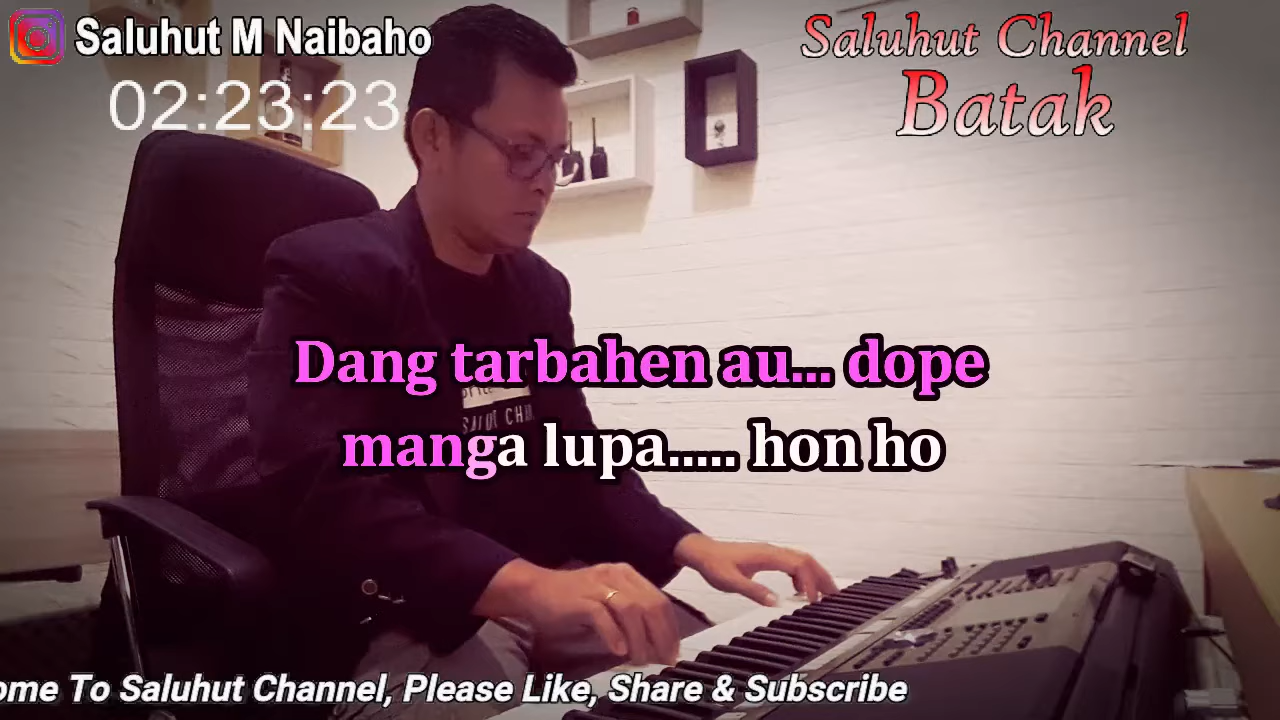 Saluhut M Naibaho
02:23:23
Saluhut Channel
Batak
Dang tarbahen au... dope
manga lupa..... hon ho
ome To Saluhut Channel, Please Like, Share & Subscribe